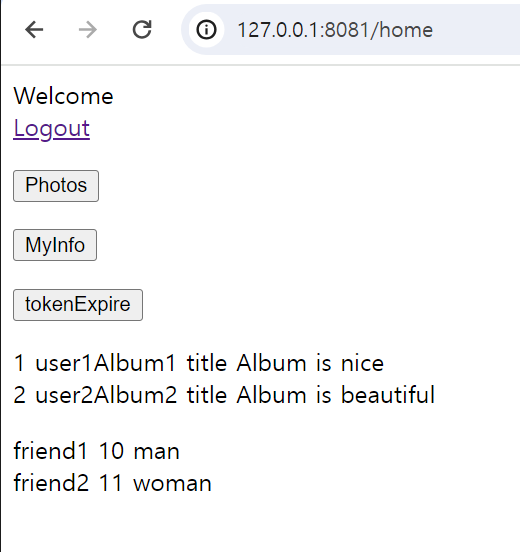 127.0.0.1:8081/home
Welcome
Logout
Photos
MyInfo
tokenExpire
1 user1Album1 title Album is nice
2 user2Album2 title Album is beautiful
friend1 10 man
friend2 11 woman